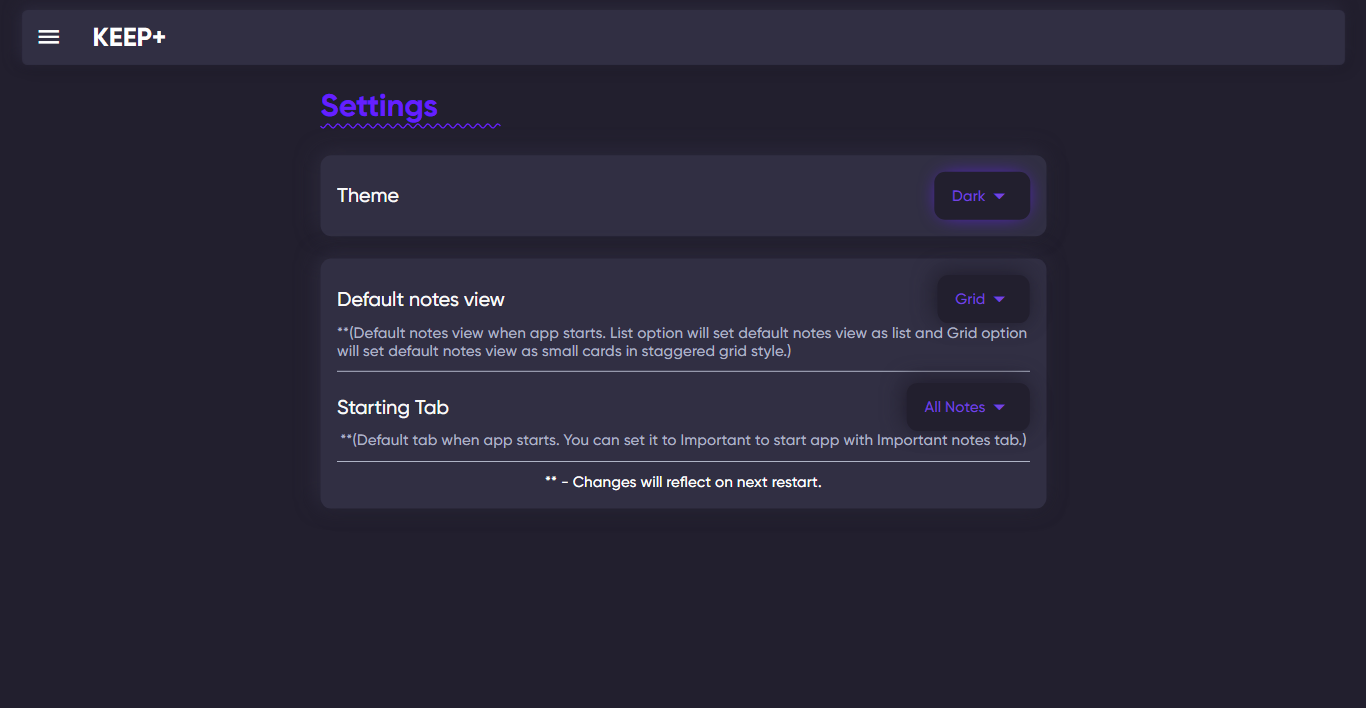 KEEP+
Settings
Theme
Dark
Default notes view
Grid
**(Default notes view when app starts. List option will set default notes view as list and Grid option
will set default notes view as small cards in staggered grid style.)
Starting Tab
All Notes
**(Default tab when app starts. You can set it to Important to start app with Important notes tab.)
** - Changes will reflect on next restart.